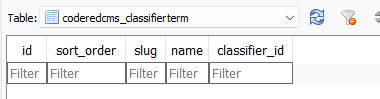 Table: coderedcms_classifierterm
id sort_order slug name classifier_id
Filter Filter Filter Filter Filter